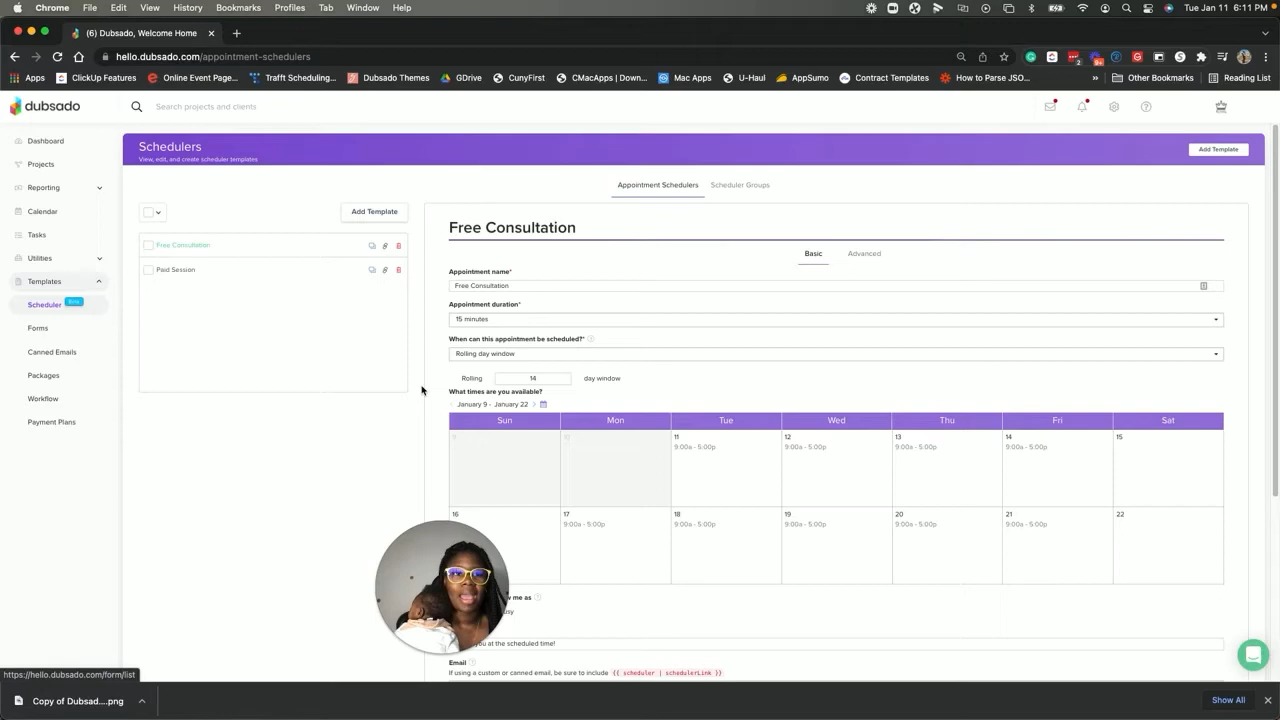 Chrome File Edit View History Bookmarks Profiles Tab Window Help Tue Jan 11 6:11 PM
(6) Dubsado, Welcome Home
hello.dubsado.com/appointment-schedulers
Apps ClickUp Features Online Event Page... Trafft Scheduling... Dubsado Themes GDrive CunyFirst CMacApps | Down... Mac Apps U-Haul AppSumo Contract Templates How to Parse JSO... » Other Bookmarks Reading List
dubsado Search projects and clients
Dashboard
Projects
Reporting
Calendar
Tasks
Utilities
Templates
Scheduler Beta
Forms
Canned Emails
Packages
Workflow
Payment Plans
Schedulers
View, edit, and create scheduler templates
Add Template
Appointment Schedulers Scheduler Groups
Add Template
Free Consultation
Paid Session
Free Consultation
Basic Advanced
Appointment name*
Free Consultation
Appointment duration*
15 minutes
When can this appointment be scheduled?*
Rolling day window
Rolling 14 day window
What times are you available?
January 9 - January 22
Sun Mon Tue Wed Thu Fri Sat
9 10 11 12 13 14 15
9:00a - 5:00p 9:00a - 5:00p 9:00a - 5:00p 9:00a - 5:00p
16 17 18 19 20 21 22
9:00a - 5:00p 9:00a - 5:00p 9:00a - 5:00p 9:00a - 5:00p 9:00a - 5:00p
me as
you at the scheduled time!
Email
If using a custom or canned email, be sure to include {{ scheduler | schedulerLink }}
https://hello.dubsado.com/form/list
Copy of Dubsad....png
Show All